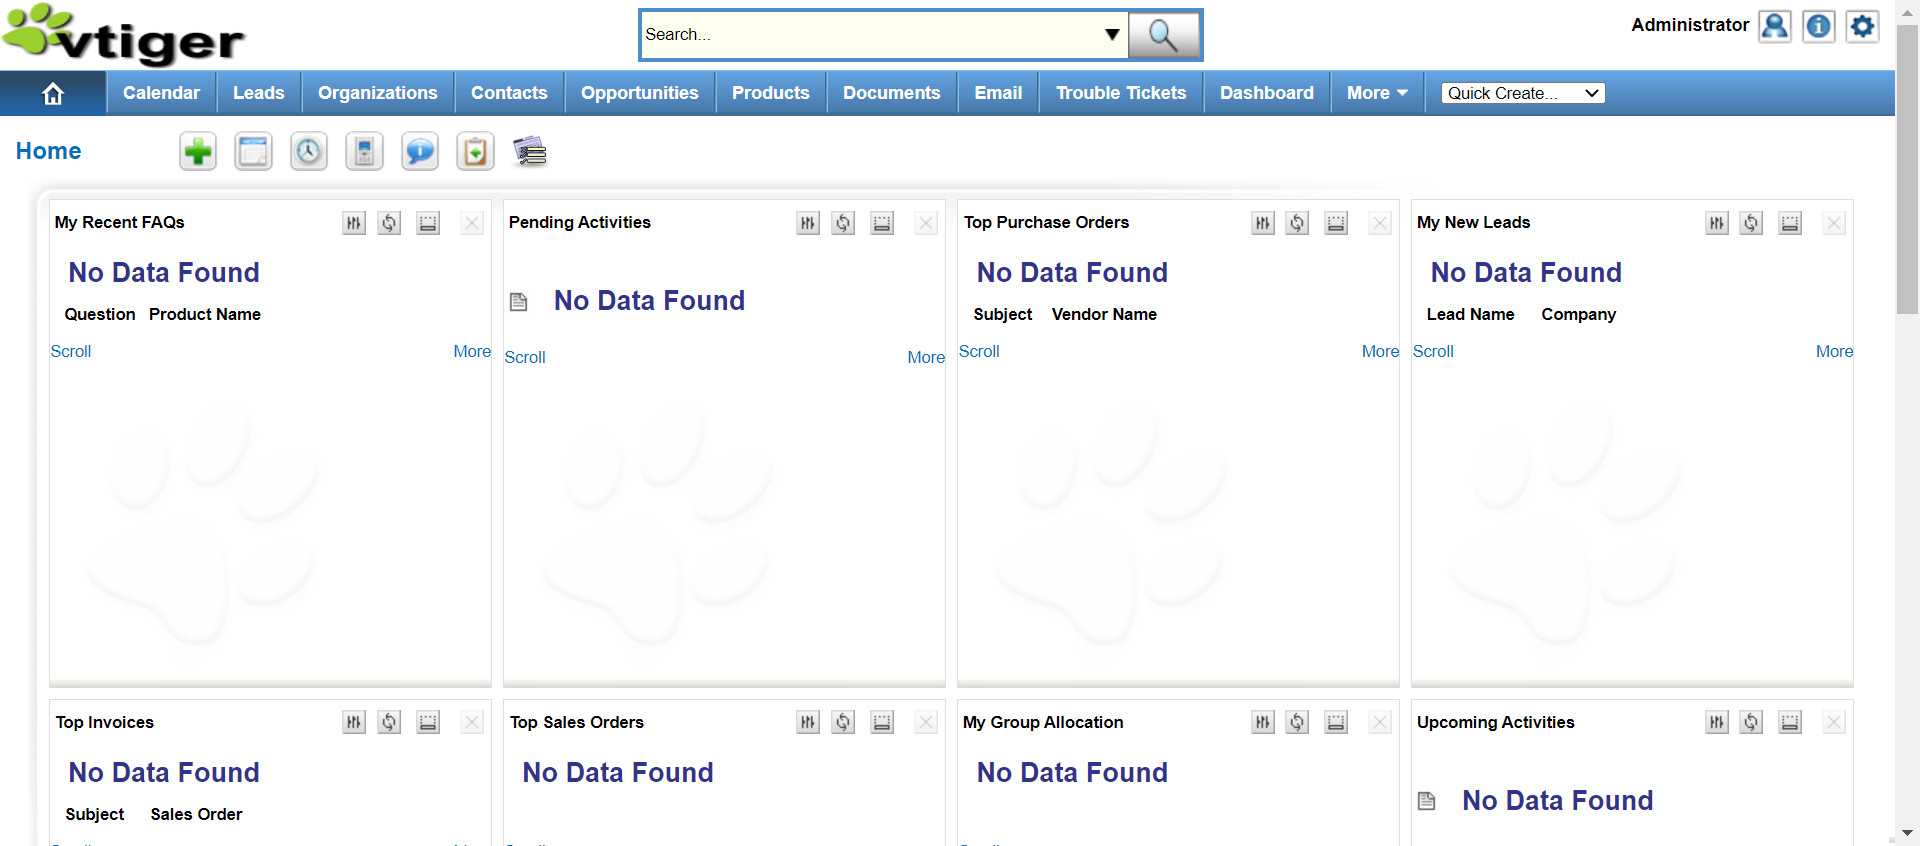 vtiger
Search...
Administrator
Calendar Leads Organizations Contacts Opportunities Products Documents Email Trouble Tickets Dashboard More Quick Create...
Home
My Recent FAQs
No Data Found
Question Product Name
Scroll More
Pending Activities
No Data Found
Scroll More
Top Purchase Orders
No Data Found
Subject Vendor Name
Scroll More
My New Leads
No Data Found
Lead Name Company
Scroll More
Top Invoices
No Data Found
Subject Sales Order
Top Sales Orders
No Data Found
My Group Allocation
No Data Found
Upcoming Activities
No Data Found